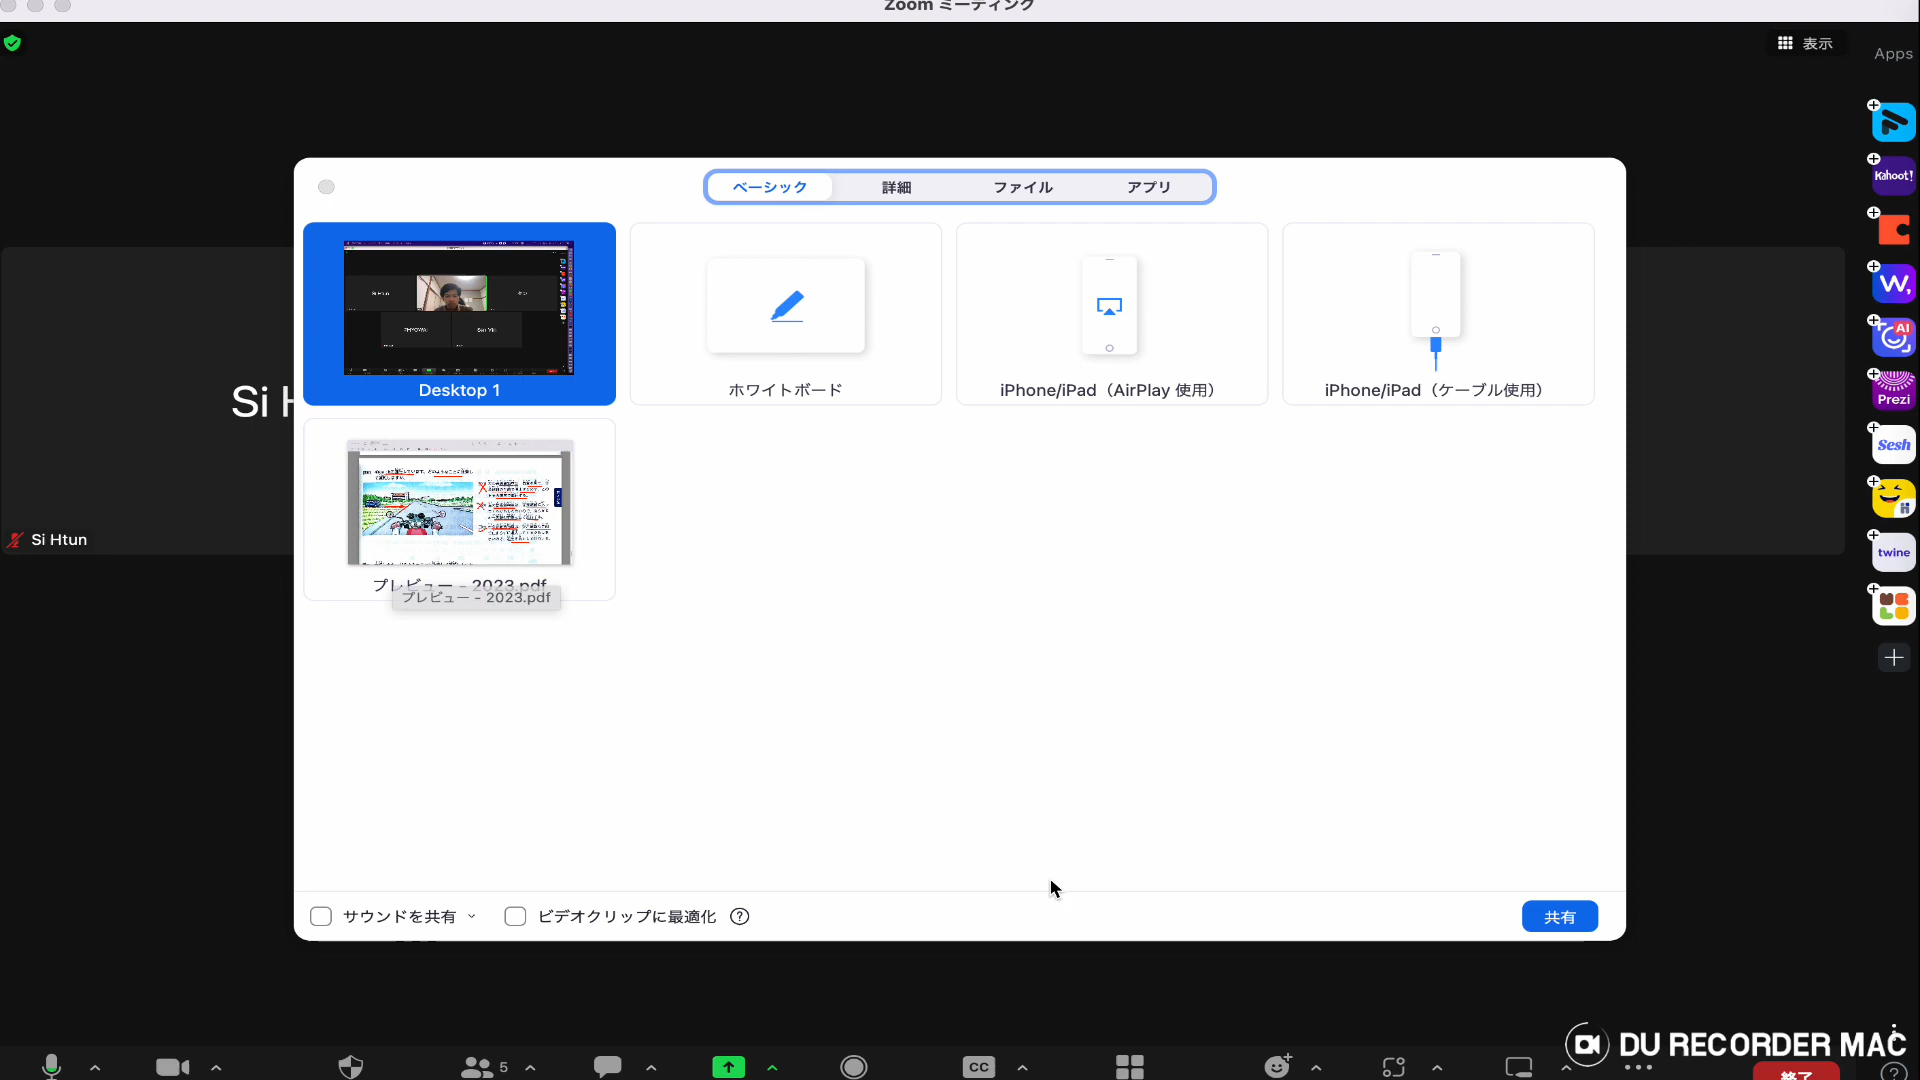 Zoom ミーティング
表示
Apps
ベーシック
詳細
ファイル
アプリ
Kahoot!
W,
AI
Desktop 1
ホワイトボード
iPhone/iPad（AirPlay 使用）
iPhone/iPad（ケーブル使用）
Prezi
Si H
Sesh
Si Htun
twine
プレビュー – 2023.pdf
プレビュー – 2023.pdf
サウンドを共有
ビデオクリップに最適化
共有
DU RECORDER MAC
5
CC
終了